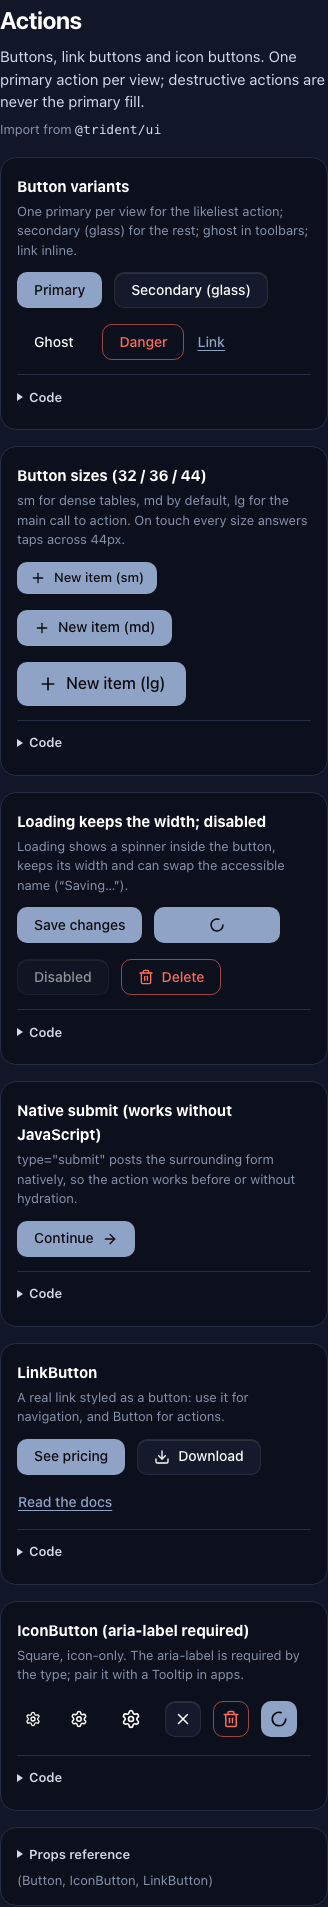 Actions
Buttons, link buttons and icon buttons. One
primary action per view; destructive actions are
never the primary fill.
Import from @trident/ui
Button variants
One primary per view for the likeliest action;
secondary (glass) for the rest; ghost in toolbars;
link inline.
Primary
Secondary (glass)
Ghost
Danger
Link
Code
Button sizes (32 / 36 / 44)
sm for dense tables, md by default, lg for the
main call to action. On touch every size answers
taps across 44px.
New item (sm)
New item (md)
New item (lg)
Code
Loading keeps the width; disabled
Loading shows a spinner inside the button,
keeps its width and can swap the accessible
name (“Saving…”).
Save changes
Disabled
Delete
Code
Native submit (works without
JavaScript)
type="submit" posts the surrounding form
natively, so the action works before or without
hydration.
Continue
Code
LinkButton
A real link styled as a button: use it for
navigation, and Button for actions.
See pricing
Download
Read the docs
Code
IconButton (aria-label required)
Square, icon-only. The aria-label is required by
the type; pair it with a Tooltip in apps.
Code
Props reference
(Button, IconButton, LinkButton)